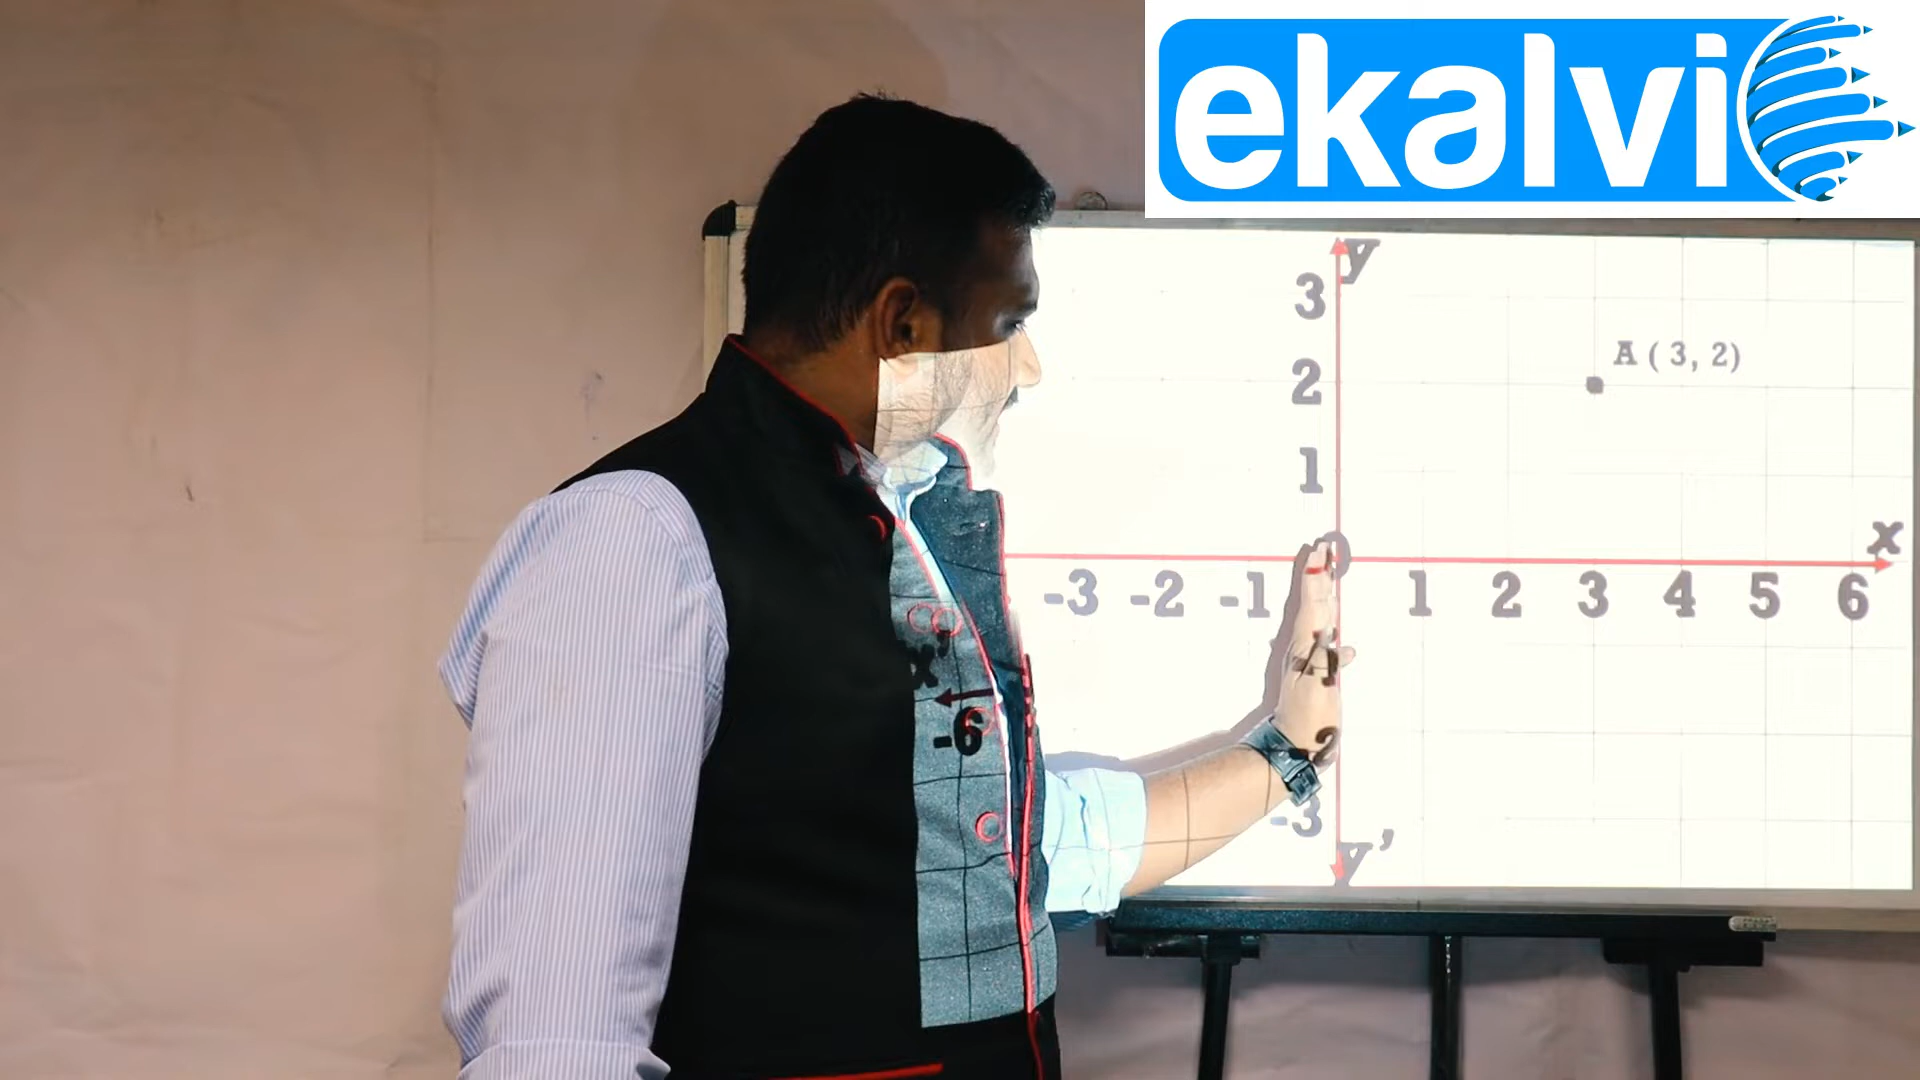 ekalvi
y
3
A ( 3, 2)
2
1
x
0
-3 -2 -1 1 2 3 4 5 6
x'
-6
-3
y'